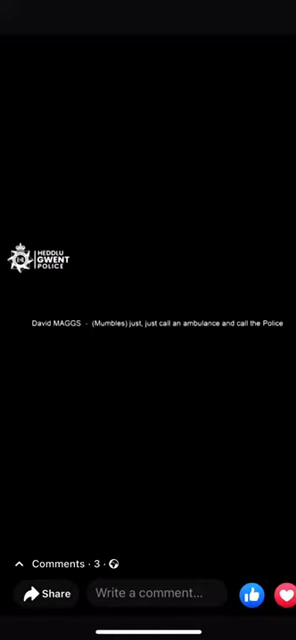 HEDDLU
GWENT
POLICE
David MAGGS - (Mumbles) just, just call an ambulance and call the Police
Comments · 3 ·
Share
Write a comment...